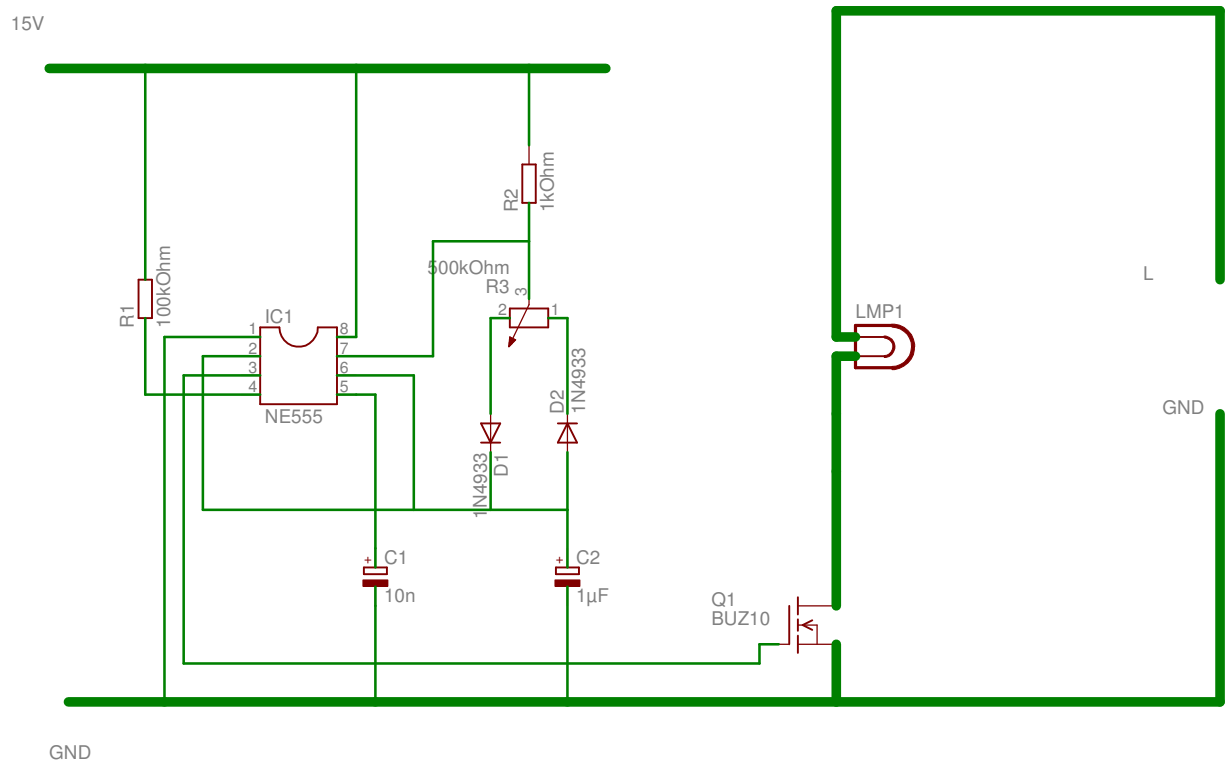 15V
R2
1kOhm
500kOhm
R3
3
2
1
L
R1
100kOhm
IC1
1
2
3
4
8
7
6
5
NE555
LMP1
D2
1N4933
GND
1N4933
D1
+
C1
10n
+
C2
1µF
Q1
BUZ10
GND